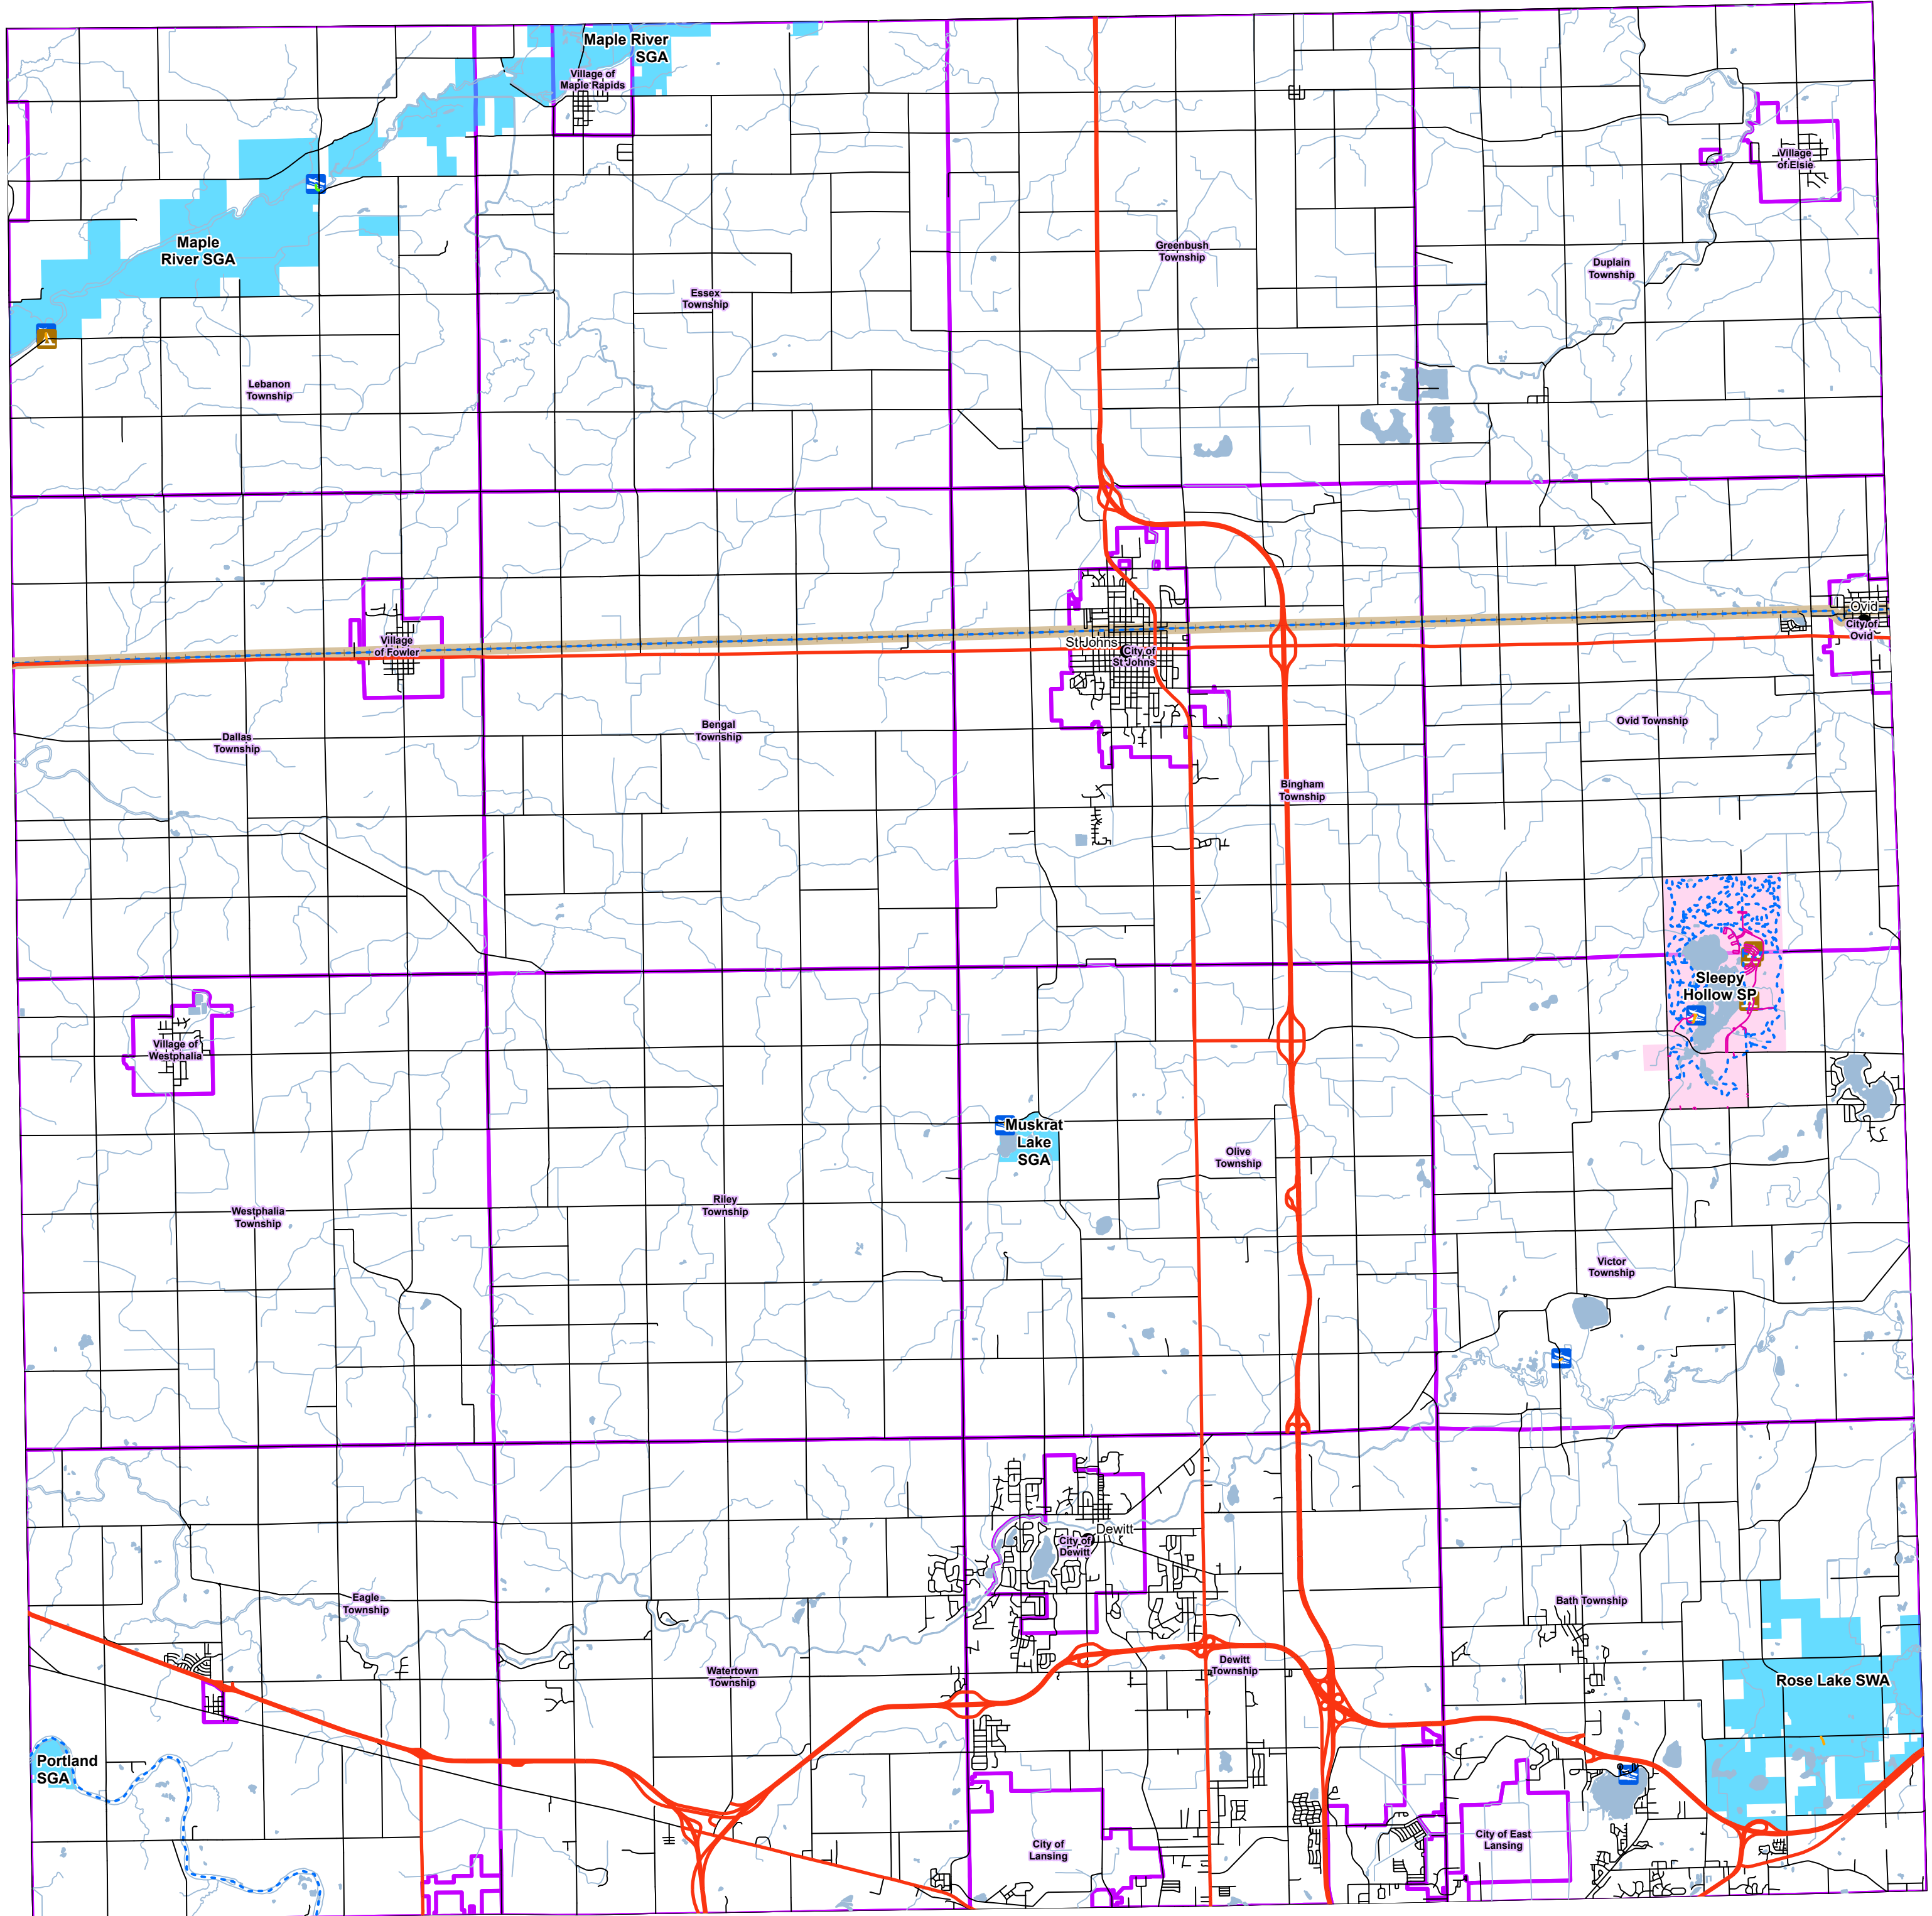 Maple River
SGA
Village of
Maple Rapids
Village
of Elsie
Maple
River SGA
Greenbush
Township
Duplain
Township
Essex
Township
Lebanon
Township
Ovid
City of
Ovid
Village
of Fowler
St Johns
City of
St Johns
Ovid Township
Bengal
Township
Dallas
Township
Bingham
Township
Sleepy
Hollow SP
Village of
Westphalia
Muskrat
Lake
SGA
Olive
Township
Riley
Township
Westphalia
Township
Victor
Township
Dewitt
City of
Dewitt
Eagle
Township
Bath Township
Watertown
Township
Dewitt
Township
Rose Lake SWA
Portland
SGA
City of
Lansing
City of East
Lansing